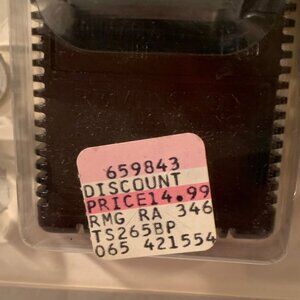 659843
DISCOUNT
PRICE14.99
RMG RA 346
TS265BP
065 421554